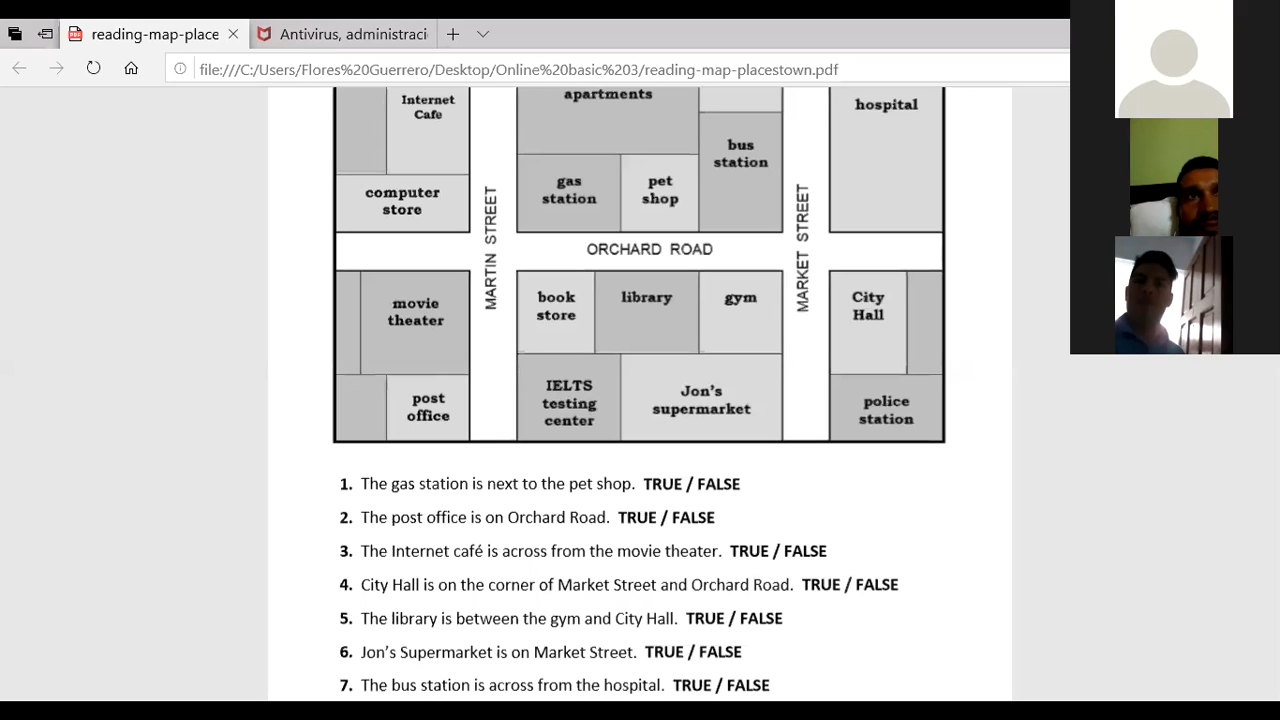 reading-map-place
Antivirus, administraci
file:///C:/Users/Flores%20Guerrero/Desktop/Online%20basic%203/reading-map-placestown.pdf
Internet
Cafe
apartments
hospital
bus
station
computer
store
gas
station
pet
shop
MARTIN STREET
ORCHARD ROAD
MARKET STREET
movie
theater
book
store
library
gym
City
Hall
post
office
IELTS
testing
center
Jon's
supermarket
police
station
1. The gas station is next to the pet shop. TRUE / FALSE
2. The post office is on Orchard Road. TRUE / FALSE
3. The Internet café is across from the movie theater. TRUE / FALSE
4. City Hall is on the corner of Market Street and Orchard Road. TRUE / FALSE
5. The library is between the gym and City Hall. TRUE / FALSE
6. Jon's Supermarket is on Market Street. TRUE / FALSE
7. The bus station is across from the hospital. TRUE / FALSE